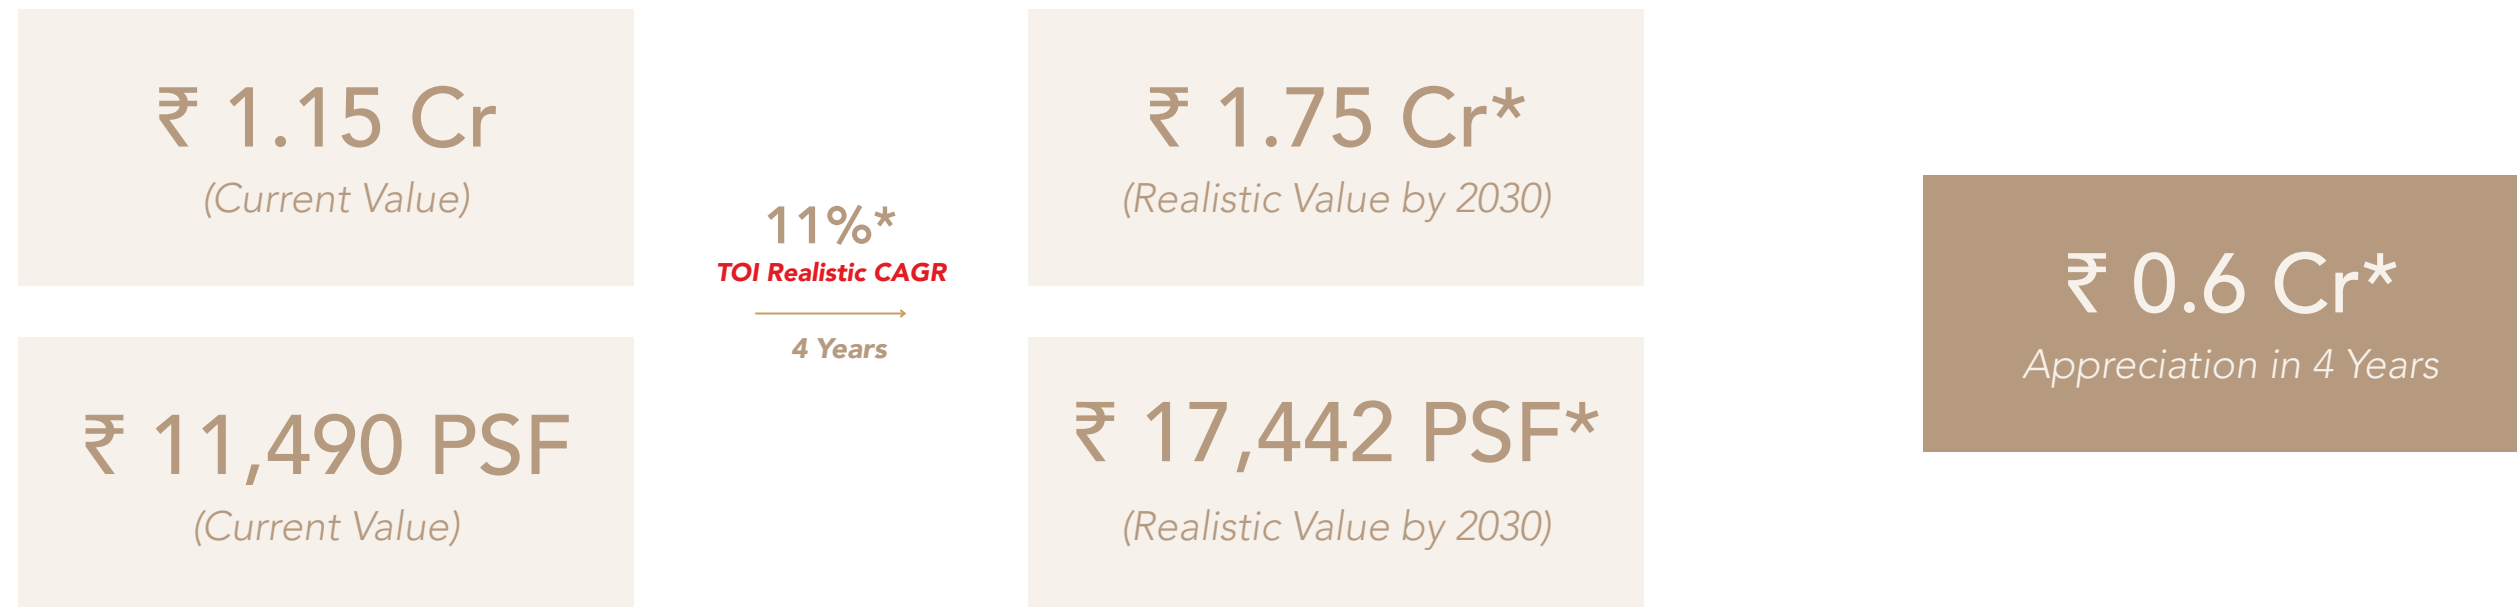 ₹ 1.15 Cr
(Current Value)
₹ 11,490 PSF
(Current Value)
11%*
TOI Realistic CAGR
4 Years
₹ 1.75 Cr*
(Realistic Value by 2030)
₹ 17,442 PSF*
(Realistic Value by 2030)
₹ 0.6 Cr*
Appreciation in 4 Years